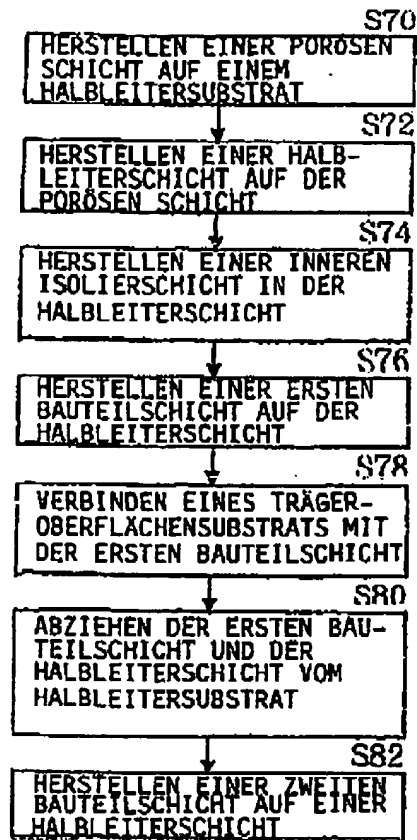 S70
HERSTELLEN EINER PORÖSEN
SCHICHT AUF EINEM
HALBLEITERSUBSTRAT
S72
HERSTELLEN EINER HALB-
LEITERSCHICHT AUF DER
PORÖSEN SCHICHT
S74
HERSTELLEN EINER INNEREN
ISOLIERSCHICHT IN DER
HALBLEITERSCHICHT
S76
HERSTELLEN EINER ERSTEN
BAUTEILSCHICHT AUF DER
HALBLEITERSCHICHT
S78
VERBINDEN EINES TRÄGER-
OBERFLÄCHENSUBSTRATS MIT
DER ERSTEN BAUTEILSCHICHT
S80
ABZIEHEN DER ERSTEN BAU-
TEILSCHICHT UND DER
HALBLEITERSCHICHT VOM
HALBLEITERSUBSTRAT
S82
HERSTELLEN EINER ZWEITEN
BAUTEILSCHICHT AUF EINER
HALBLEITERSCHICHT